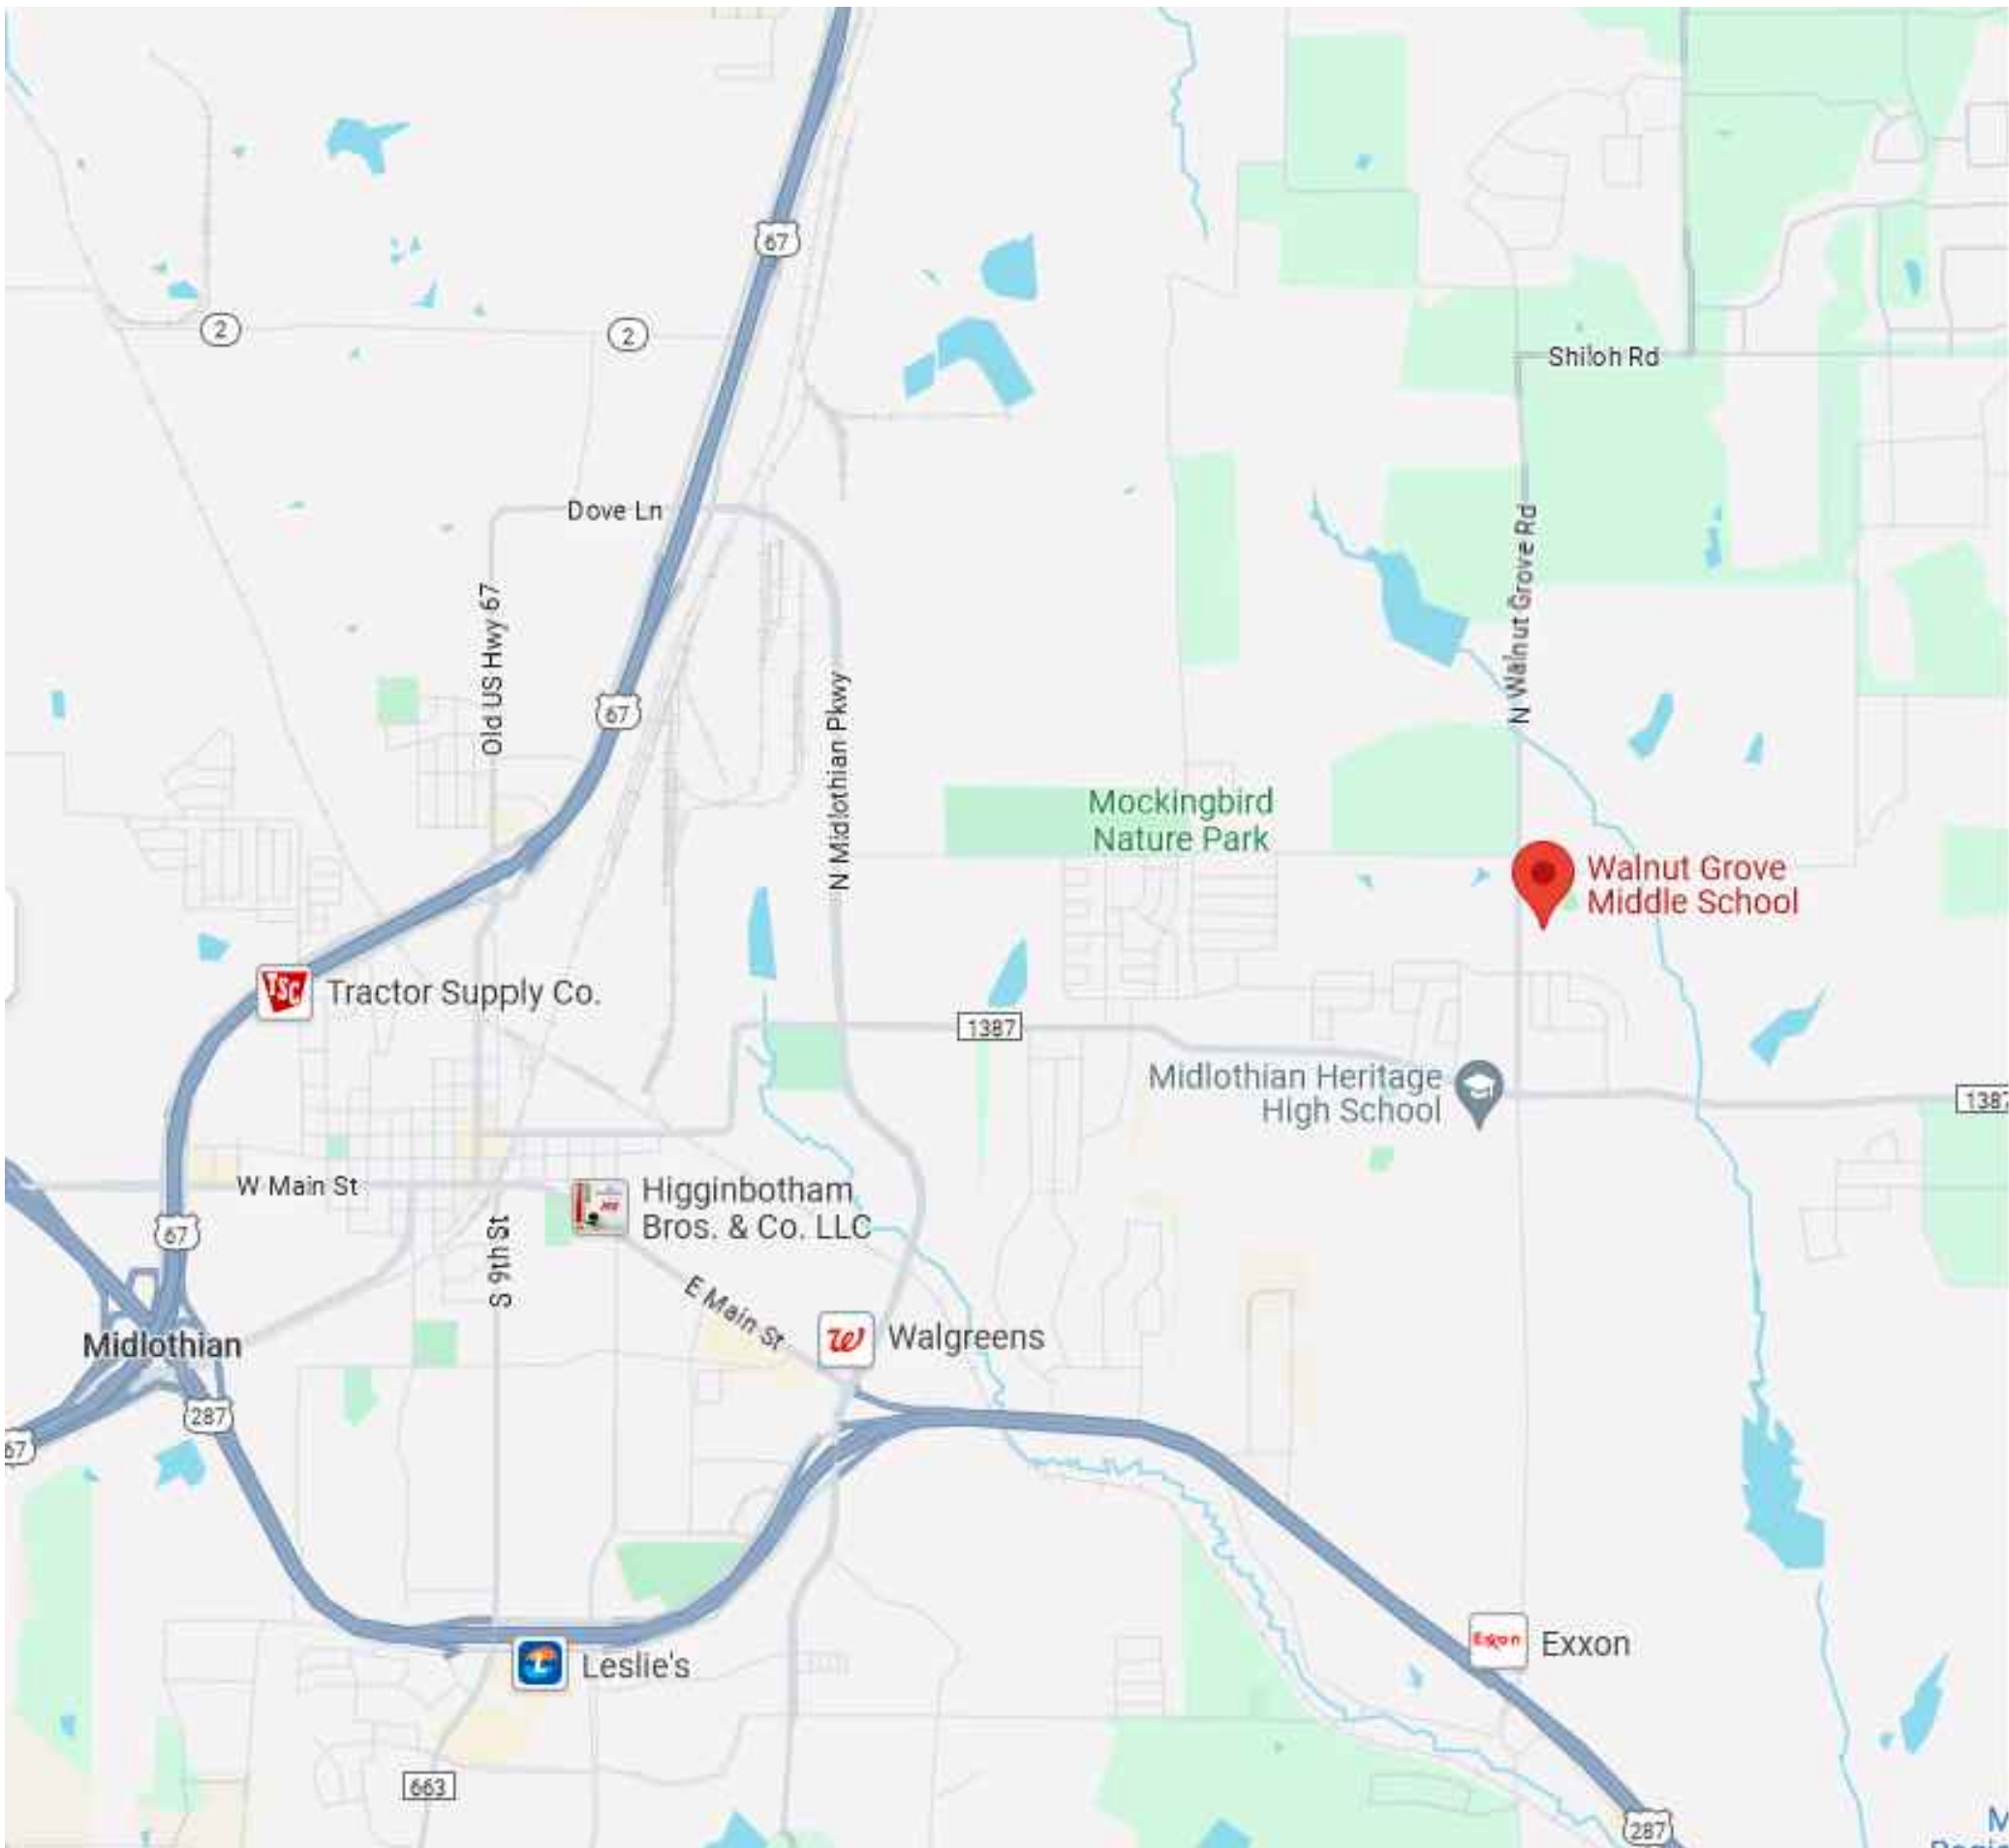 67
2
2
Shiloh Rd
Dove Ln
N Walnut Grove Rd
Old US Hwy 67
67
N Midlothian Pkwy
Mockingbird
Nature Park
Walnut Grove
Middle School
TSC
Tractor Supply Co.
1387
Midlothian Heritage
High School
1387
W Main St
Higginbotham
Bros. & Co. LLC
67
S 9th St
E Main St
Walgreens
Midlothian
287
67
Exxon
Exxon
Leslie's
663
287
M